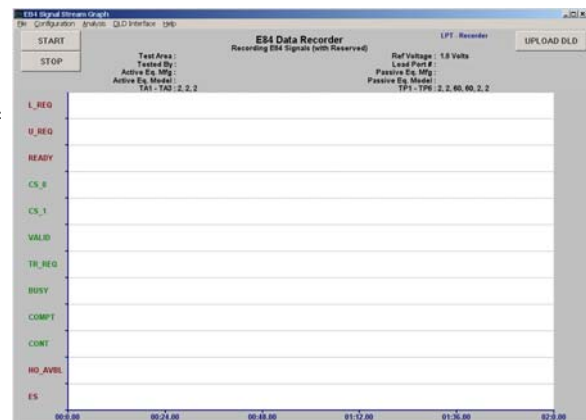 E84 Signal Stream Graph
File Configuration Analysis DLD Interface Help
START
STOP
E84 Data Recorder
Recording E84 Signals (with Reserved)
LPT - Recorder
UPLOAD DLD
Test Area :
Tested By :
Active Eq. Mfg :
Active Eq. Model :
TA1 - TA3 : 2, 2, 2
Ref Voltage : 1.8 Volts
Load Port # :
Passive Eq. Mfg :
Passive Eq. Model :
TP1 - TP6 : 2, 2, 60, 60, 2, 2
L_REQ
U_REQ
READY
CS_0
CS_1
VALID
TR_REQ
BUSY
COMPT
CONT
HO_AVBL
ES
00:0.00 00:24.00 00:48.00 01:12.00 01:36.00 02:0.00